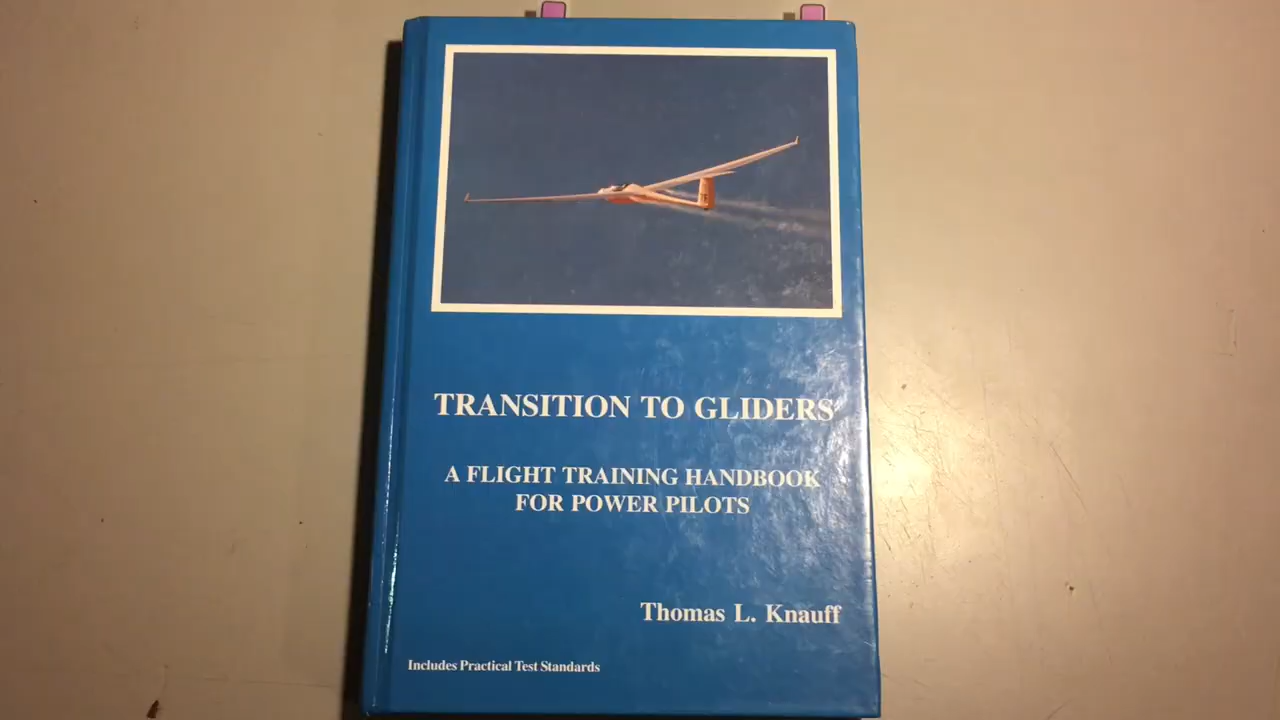 TRANSITION TO GLIDERS
A FLIGHT TRAINING HANDBOOK
FOR POWER PILOTS
Thomas L. Knauff
Includes Practical Test Standards